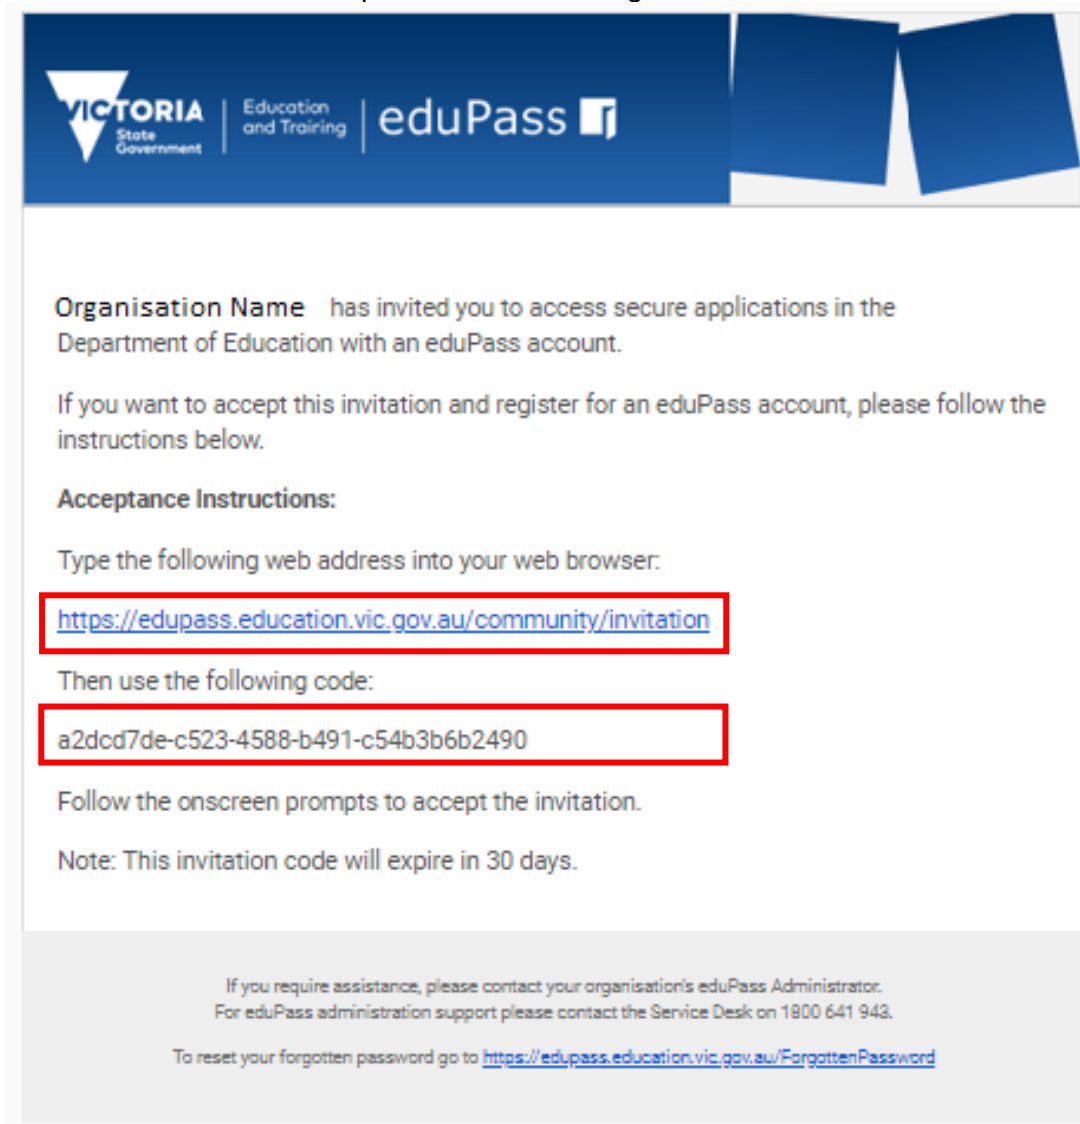 VICTORIA
State
Government
Education
and Training
eduPass
Organisation Name has invited you to access secure applications in the
Department of Education with an eduPass account.
If you want to accept this invitation and register for an eduPass account, please follow the
instructions below.
Acceptance Instructions:
Type the following web address into your web browser:
https://edupass.education.vic.gov.au/community/invitation
Then use the following code:
a2dcd7de-c523-4588-b491-c54b3b6b2490
Follow the onscreen prompts to accept the invitation.
Note: This invitation code will expire in 30 days.
If you require assistance, please contact your organisation's eduPass Administrator.
For eduPass administration support please contact the Service Desk on 1800 641 943.
To reset your forgotten password go to https://edupass.education.vic.gov.au/ForgottenPassword